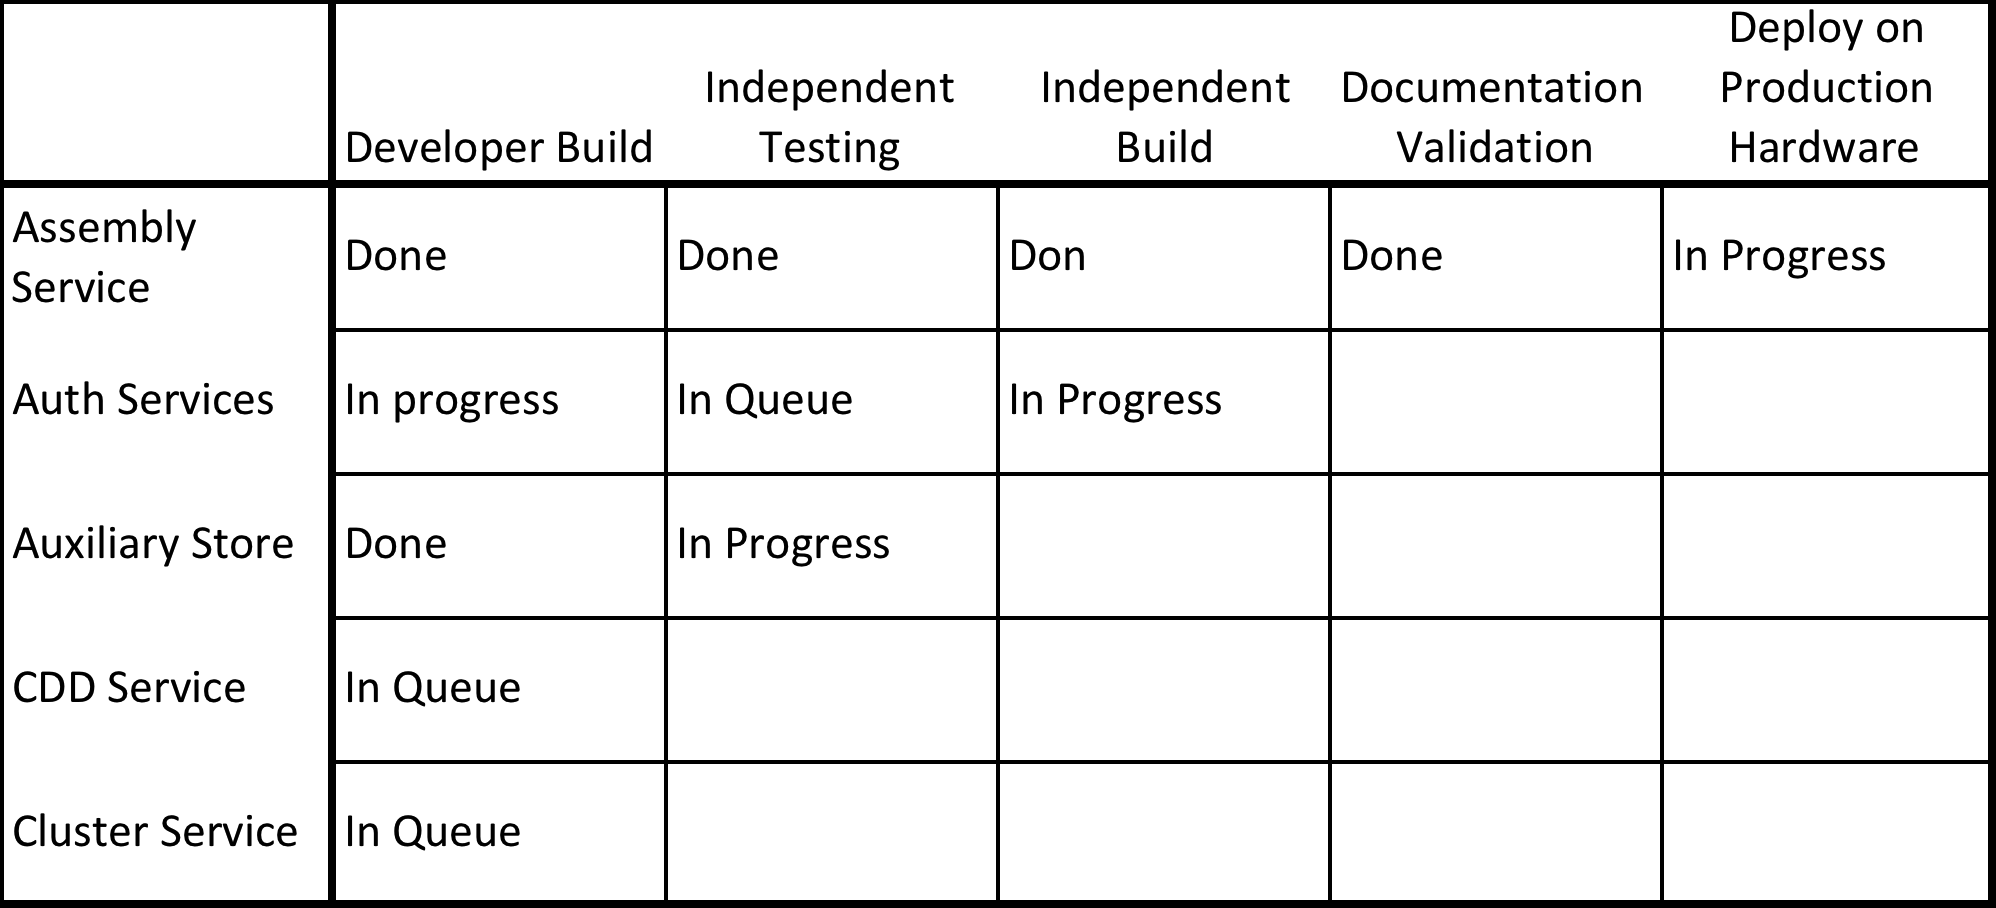 Developer Build
Independent
Testing
Independent
Build
Documentation
Validation
Deploy on
Production
Hardware
Assembly
Service
Done
Done
Don
Done
In Progress
Auth Services
In progress
In Queue
In Progress
Auxiliary Store
Done
In Progress
CDD Service
In Queue
Cluster Service
In Queue